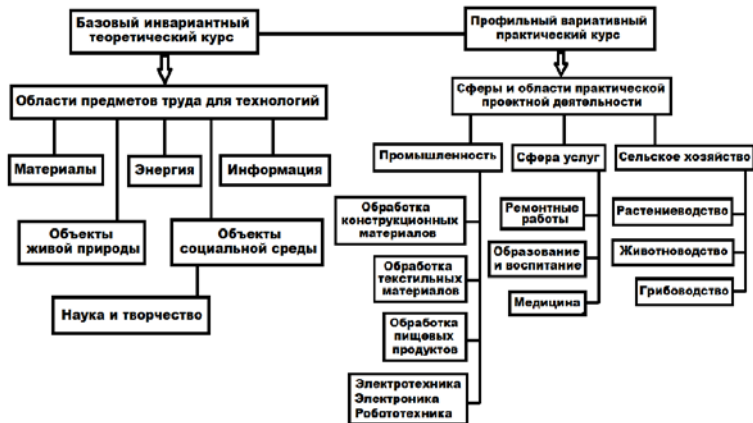 Базовый инвариантный
теоретический курс
Профильный вариативный
практический курс
Области предметов труда для технологий
Сферы и области практической
проектной деятельности
Материалы
Энергия
Информация
Объекты
живой природы
Объекты
социальной среды
Наука и творчество
Промышленность
Сфера услуг
Сельское хозяйство
Обработка
конструкционных
материалов
Обработка
текстильных
материалов
Обработка
пищевых
продуктов
Электротехника
Электроника
Робототехника
Ремонтные
работы
Образование
и воспитание
Медицина
Растениеводство
Животноводство
Грибоводство